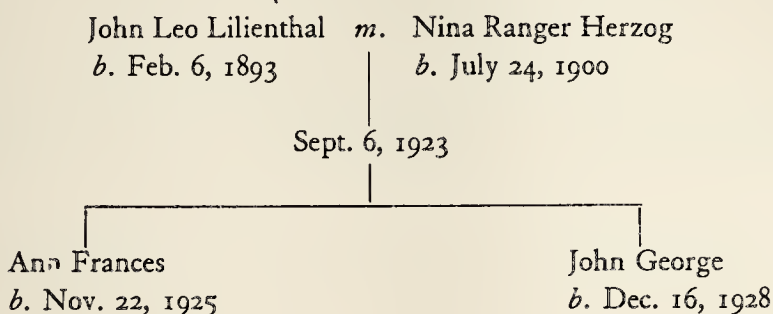 John Leo Lilienthal m. Nina Ranger Herzog
b. Feb. 6, 1893 b. July 24, 1900
Sept. 6, 1923
Ann Frances John George
b. Nov. 22, 1925 b. Dec. 16, 1928